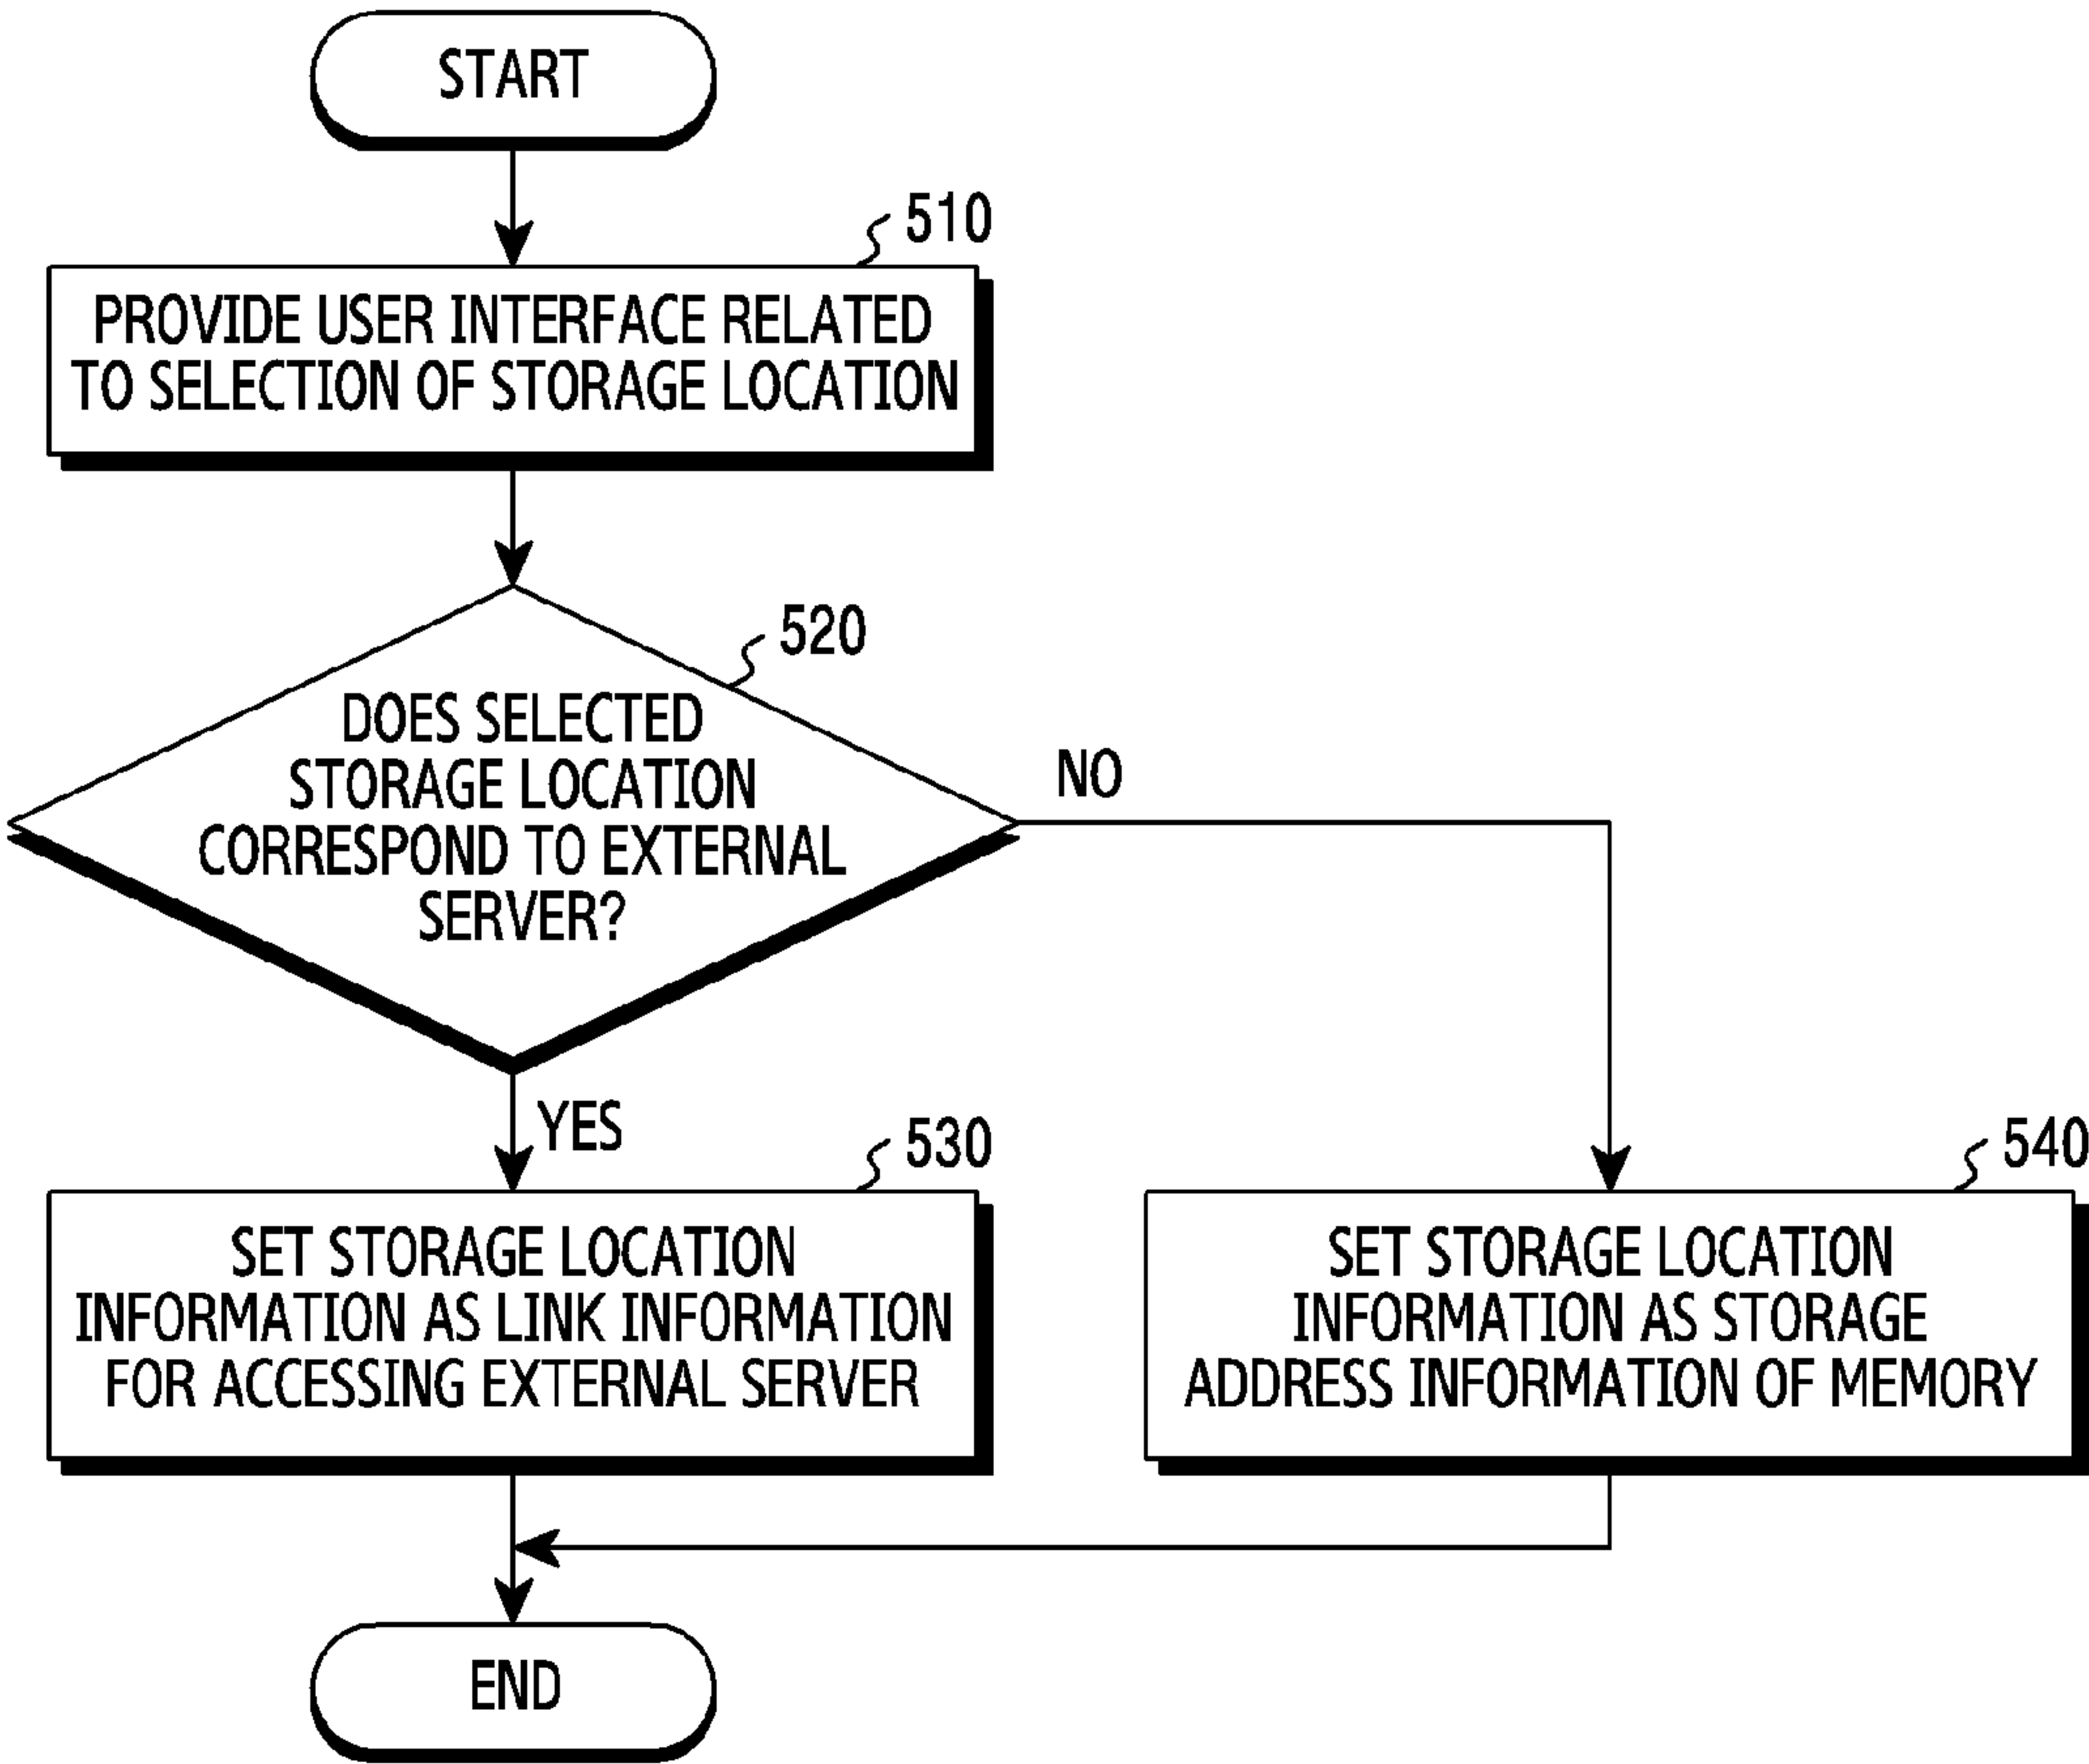 START
510
PROVIDE USER INTERFACE RELATED
TO SELECTION OF STORAGE LOCATION
520
DOES SELECTED
STORAGE LOCATION
CORRESPOND TO EXTERNAL
SERVER?
NO
YES
530
SET STORAGE LOCATION
INFORMATION AS LINK INFORMATION
FOR ACCESSING EXTERNAL SERVER
540
SET STORAGE LOCATION
INFORMATION AS STORAGE
ADDRESS INFORMATION OF MEMORY
END